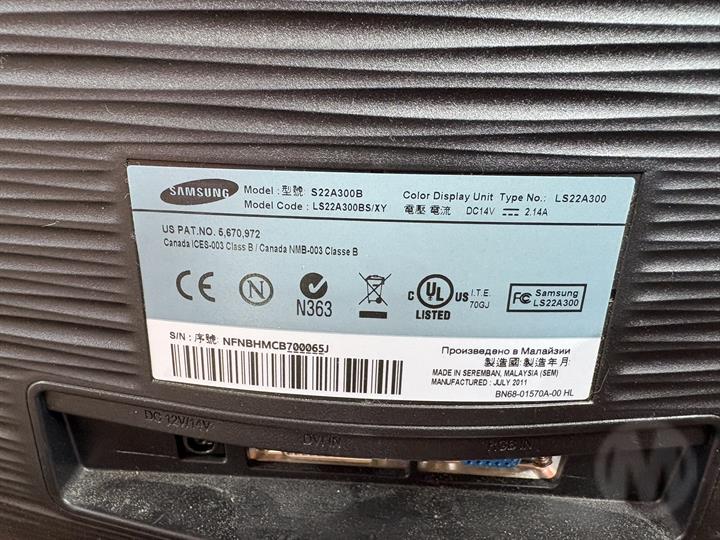 SAMSUNG
Model : 型號: S22A300B
Model Code : LS22A300BS/XY
Color Display Unit Type No.: LS22A300
電壓 電流 DC14V ⎓ 2.14A
US PAT.NO. 5,670,972
Canada ICES-003 Class B / Canada NMB-003 Classe B
CE N N363 C UL US LISTED I.T.E. 70GJ FC Samsung LS22A300
S/N : 序號: NFNBHMCB700065J
Произведено в Малайзии
製造國: 製造年月:
MADE IN SEREMBAN, MALAYSIA (SEM)
MANUFACTURED : JULY 2011
BN68-01570A-00 HL
DC 12V/14V
DVI IN
RGB IN
M